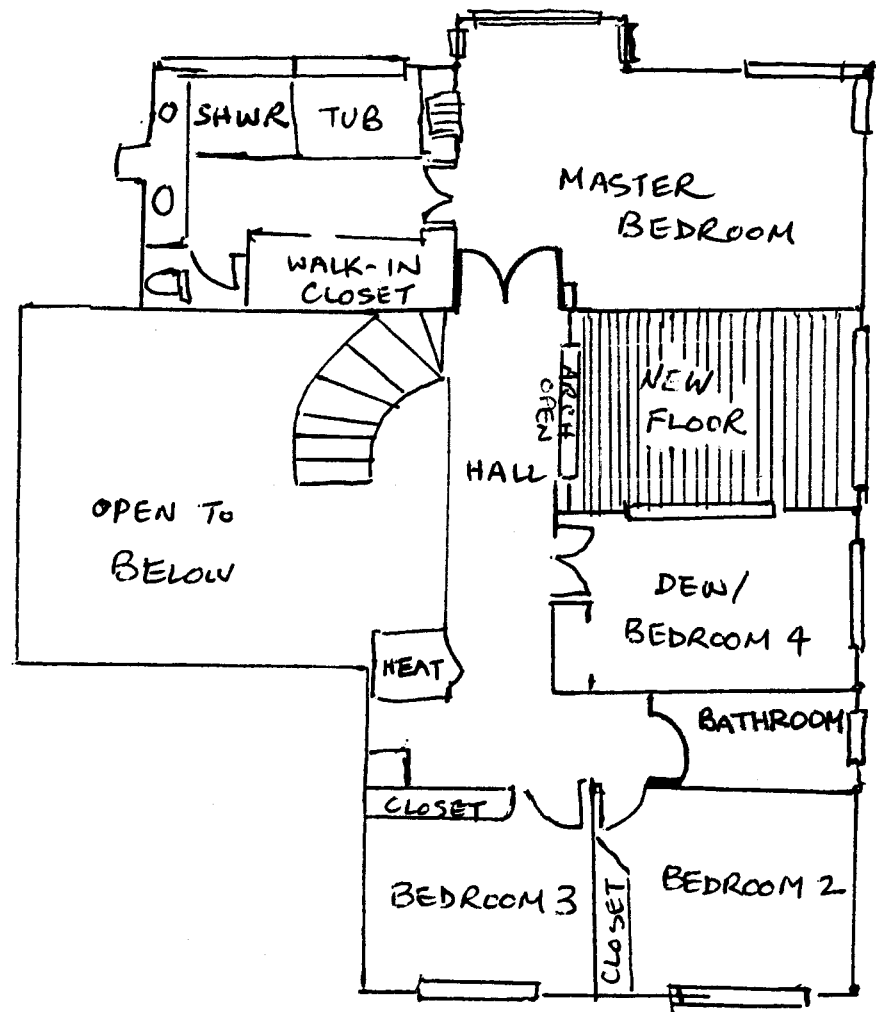 SHWR
TUB
MASTER
BEDROOM
WALK-IN
CLOSET
NEW
FLOOR
ARCH
OPEN
HALL
OPEN TO
BELOW
DEW/
BEDROOM 4
HEAT
BATHROOM
CLOSET
BEDROOM 3
CLOSET
BEDROOM 2